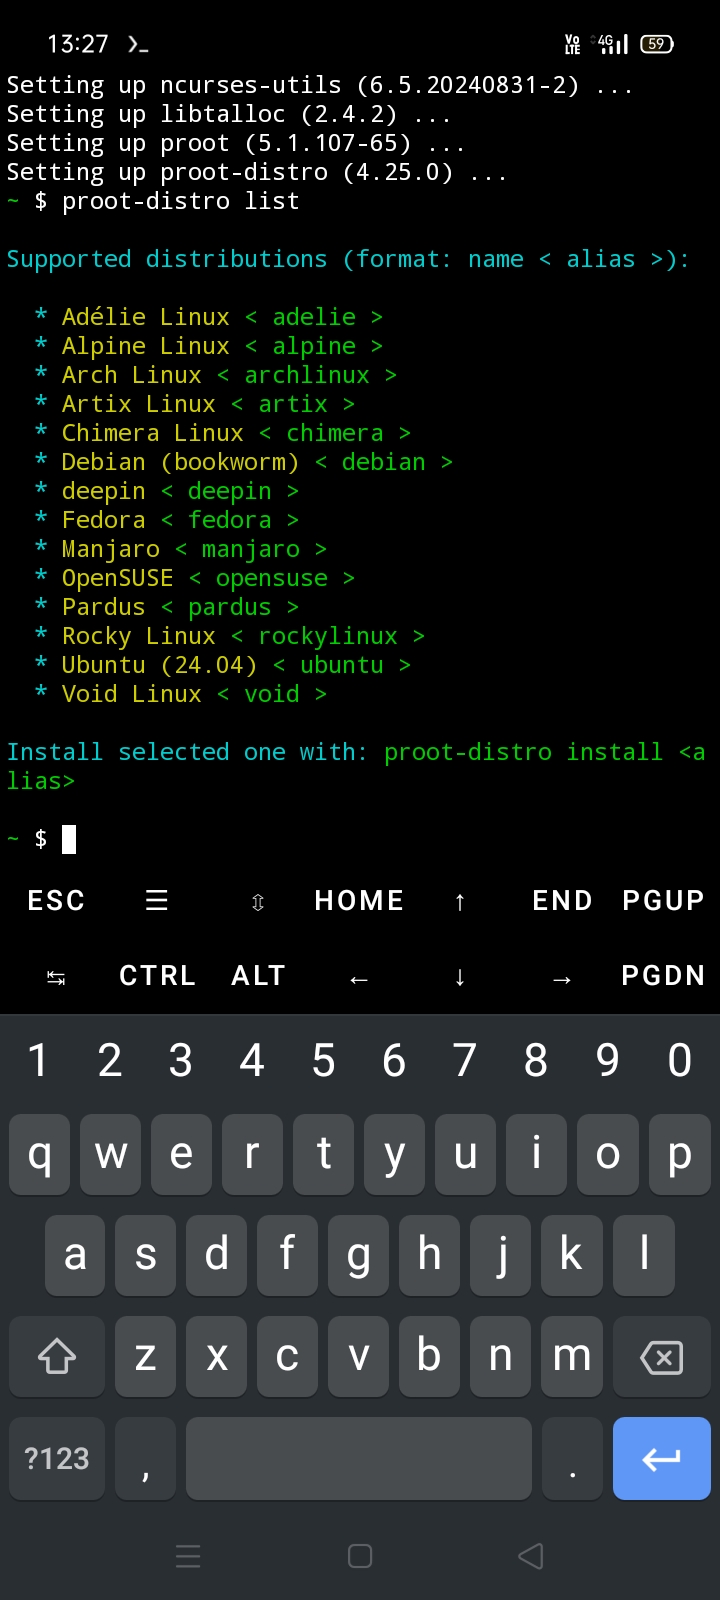 13:27 Vo LTE 4G 59
Setting up ncurses-utils (6.5.20240831-2) ...
Setting up libtalloc (2.4.2) ...
Setting up proot (5.1.107-65) ...
Setting up proot-distro (4.25.0) ...
~ $ proot-distro list
Supported distributions (format: name < alias >):
* Adélie Linux < adelie >
* Alpine Linux < alpine >
* Arch Linux < archlinux >
* Artix Linux < artix >
* Chimera Linux < chimera >
* Debian (bookworm) < debian >
* deepin < deepin >
* Fedora < fedora >
* Manjaro < manjaro >
* OpenSUSE < opensuse >
* Pardus < pardus >
* Rocky Linux < rockylinux >
* Ubuntu (24.04) < ubuntu >
* Void Linux < void >
Install selected one with: proot-distro install <a
lias>
~ $
ESC ☰ ⇳ HOME ↑ END PGUP
↹ CTRL ALT ← ↓ → PGDN
1 2 3 4 5 6 7 8 9 0
q w e r t y u i o p
a s d f g h j k l
z x c v b n m
?123 , .